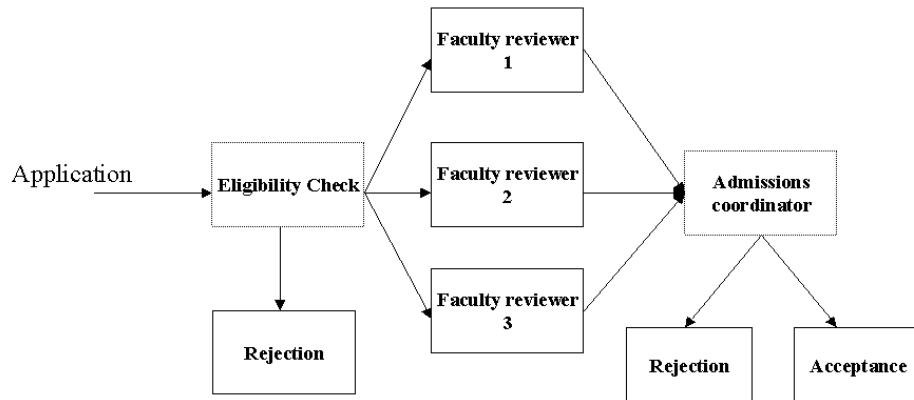 Application
Eligibility Check
Rejection
Faculty reviewer
1
Faculty reviewer
2
Faculty reviewer
3
Admissions
coordinator
Rejection
Acceptance